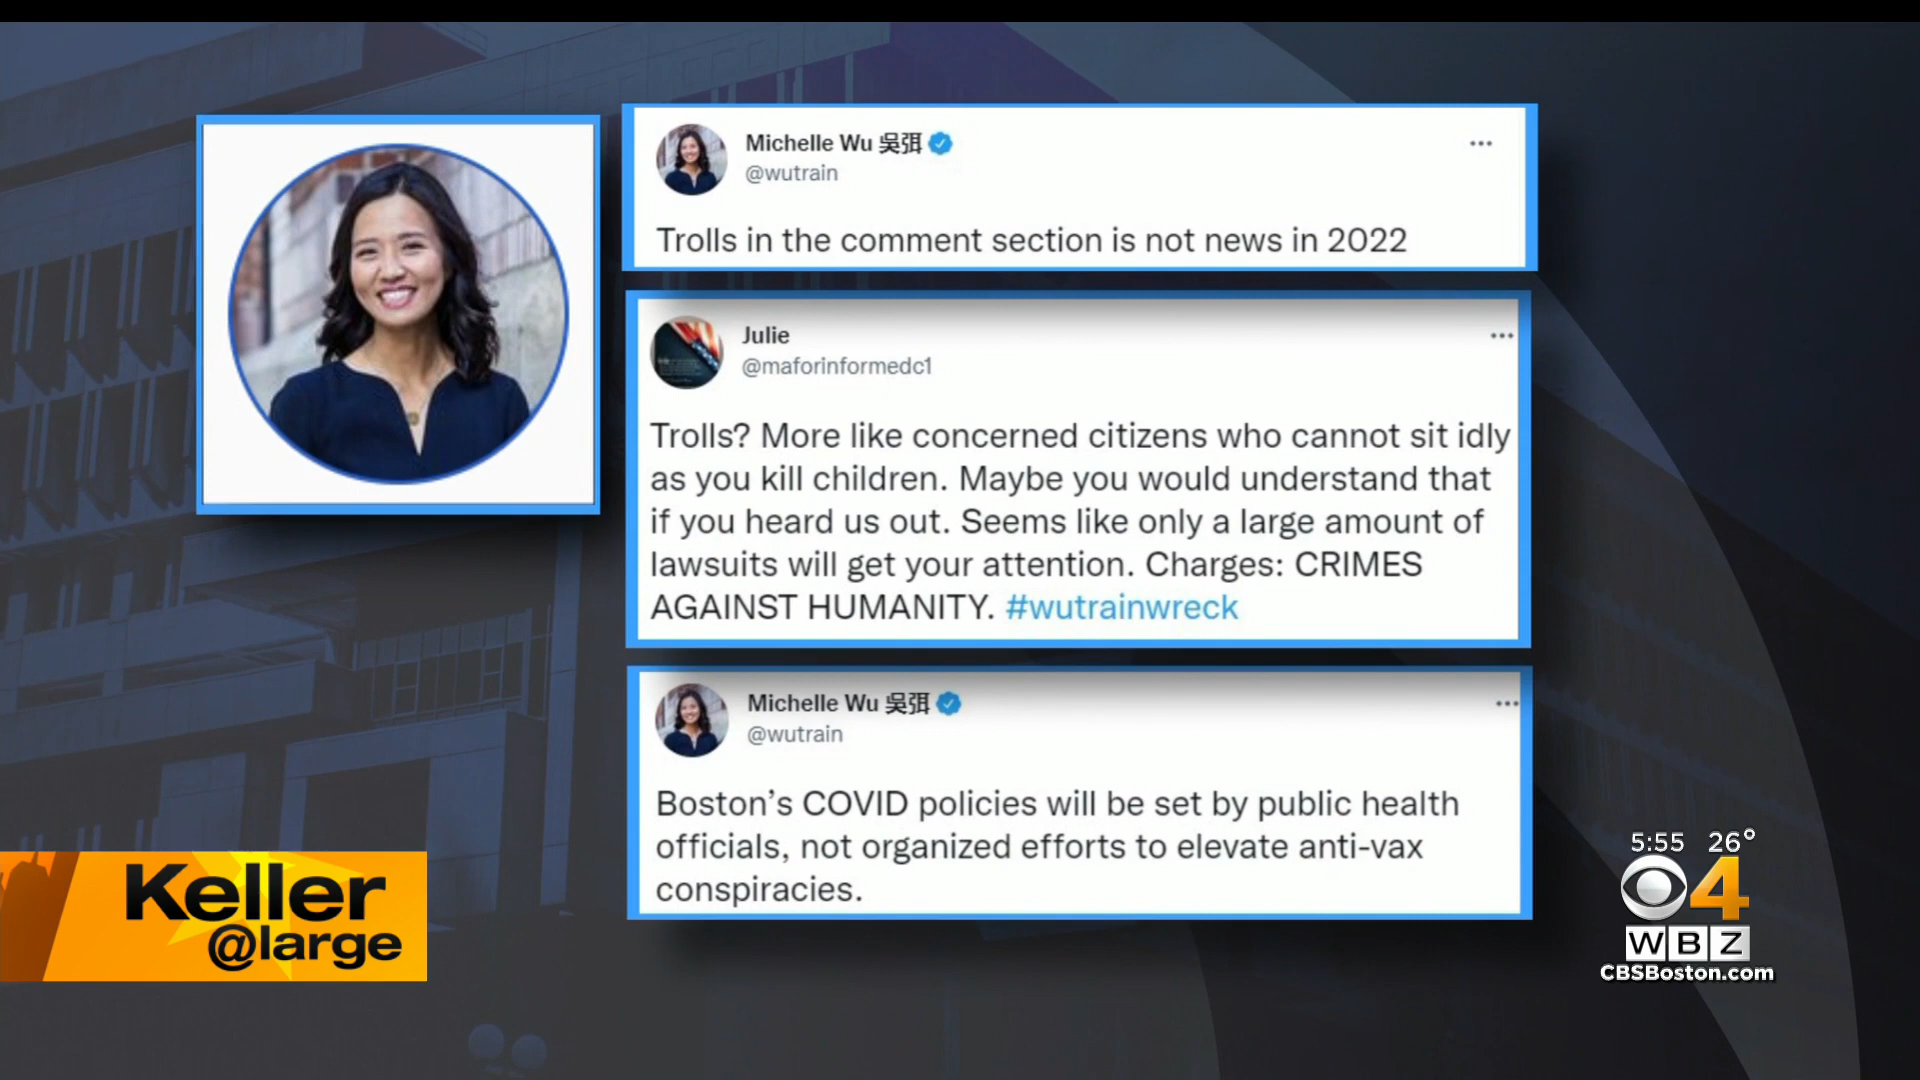 Michelle Wu 吳弭
@wutrain
Trolls in the comment section is not news in 2022
Julie
@maforinformedc1
Trolls? More like concerned citizens who cannot sit idly
as you kill children. Maybe you would understand that
if you heard us out. Seems like only a large amount of
lawsuits will get your attention. Charges: CRIMES
AGAINST HUMANITY. #wutrainwreck
Michelle Wu 吳弭
@wutrain
Boston’s COVID policies will be set by public health
officials, not organized efforts to elevate anti-vax
conspiracies.
Keller
@large
5:55 26°
4
WBZ
CBSBoston.com